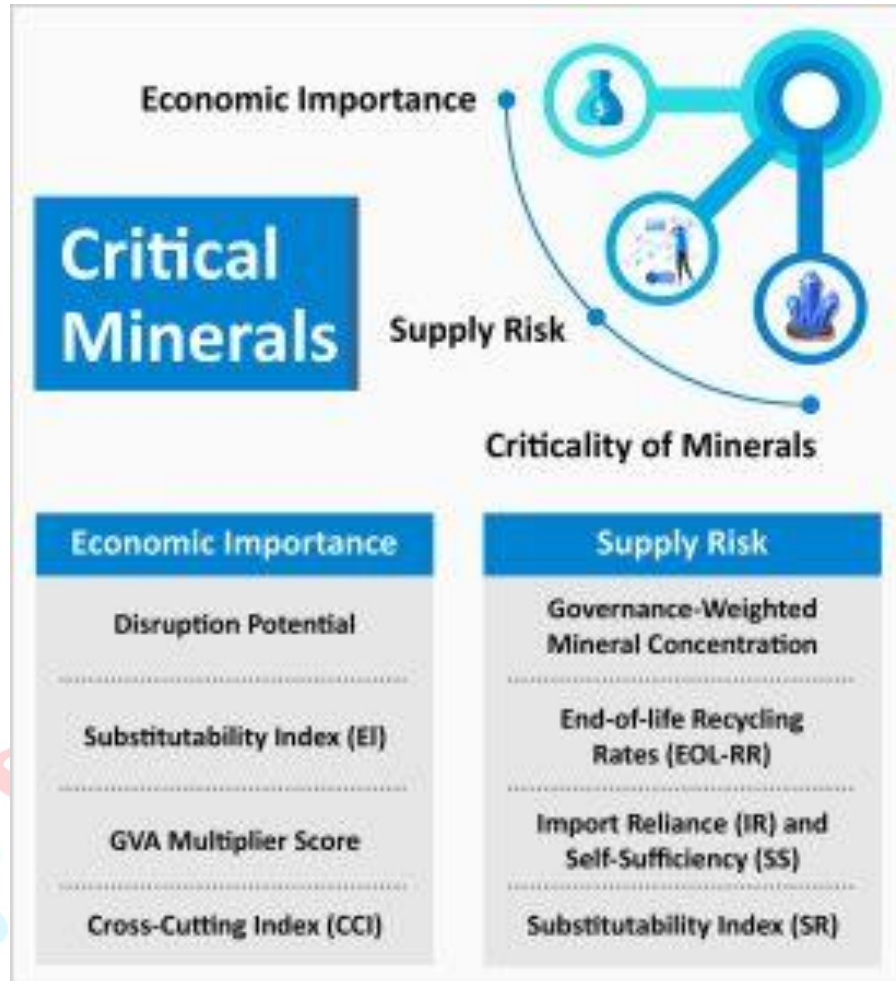 Economic Importance
Critical
Minerals
Supply Risk
Criticality of Minerals
Economic Importance
Disruption Potential
Substitutability Index (EI)
GVA Multiplier Score
Cross-Cutting Index (CCI)
Supply Risk
Governance-Weighted
Mineral Concentration
End-of-life Recycling
Rates (EOL-RR)
Import Reliance (IR) and
Self-Sufficiency (SS)
Substitutability Index (SR)